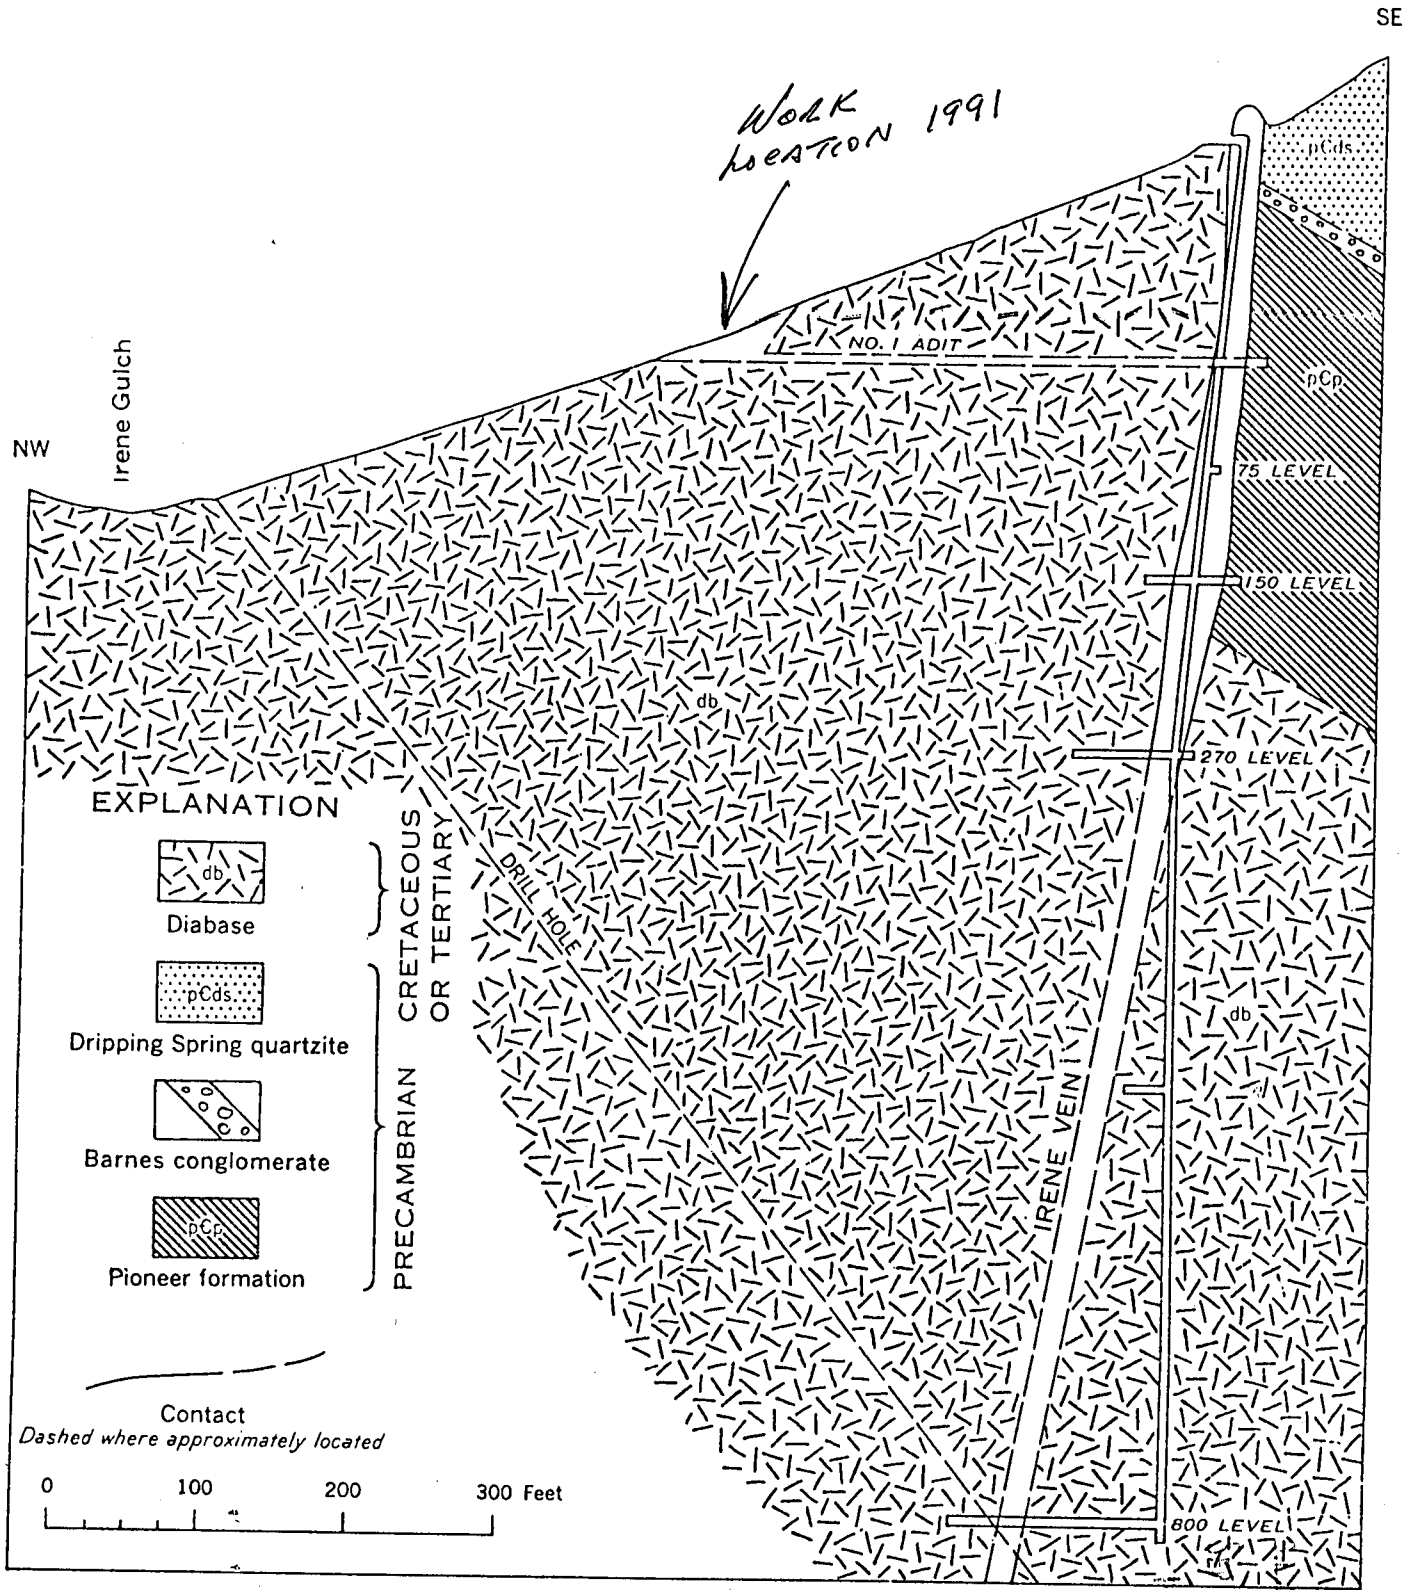 SE
WORK
LOCATION 1991
pCds
NO. 1 ADIT
pCp
Irene Gulch
NW
75 LEVEL
150 LEVEL
db
270 LEVEL
EXPLANATION
db
Diabase
CRETACEOUS
OR TERTIARY
DRILL HOLE
pCds
Dripping Spring quartzite
db
Barnes conglomerate
PRECAMBRIAN
IRENE VEIN
pCp
Pioneer formation
Contact
Dashed where approximately located
0 100 200 300 Feet
800 LEVEL